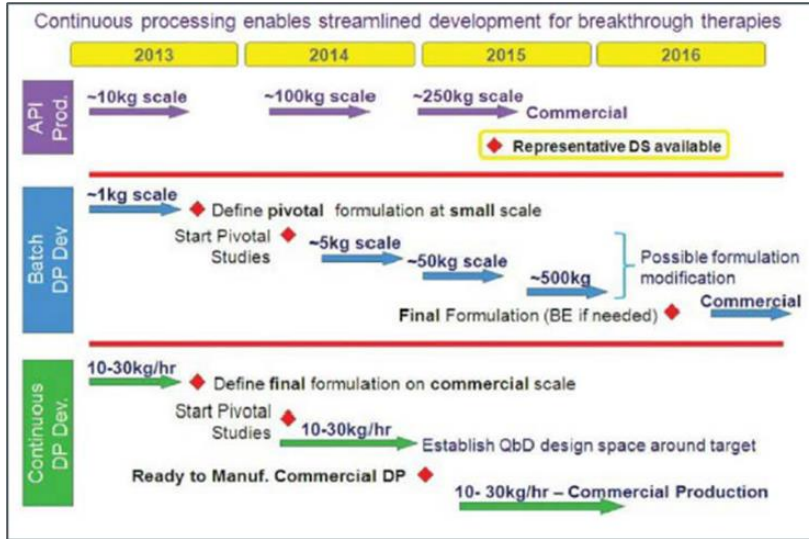 Continuous processing enables streamlined development for breakthrough therapies
2013 2014 2015 2016
API
Prod.
~10kg scale ~100kg scale ~250kg scale
Commercial
Representative DS available
Batch
DP Dev
~1kg scale
Define pivotal formulation at small scale
Start Pivotal
Studies
~5kg scale
~50kg scale
~500kg
Possible formulation
modification
Commercial
Final Formulation (BE if needed)
Continuous
DP Dev.
10-30kg/hr
Define final formulation on commercial scale
Start Pivotal
Studies
10-30kg/hr
Establish QbD design space around target
Ready to Manuf. Commercial DP
10- 30kg/hr – Commercial Production